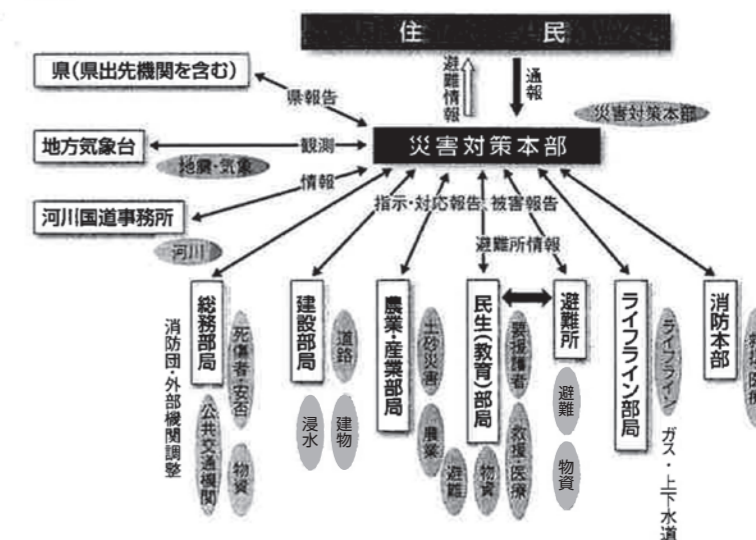 住　民
県（県出先機関を含む）
避難情報
通報
県報告
災害対策本部
地方気象台
観測
災害対策本部
地震・気象
情報
河川国道事務所
指示・対応報告、被害報告
河川
避難所情報
総務部局
消防団・外部機関調整
死傷者・安否
公共交通機関
物資
建設部局
道路
浸水
建物
農業・産業部局
土砂災害
農業
民生（教育）部局
要援護者
避難
物資
救援・医療
避難所
避難
物資
ライフライン部局
ライフライン
ガス・上下水道
消防本部